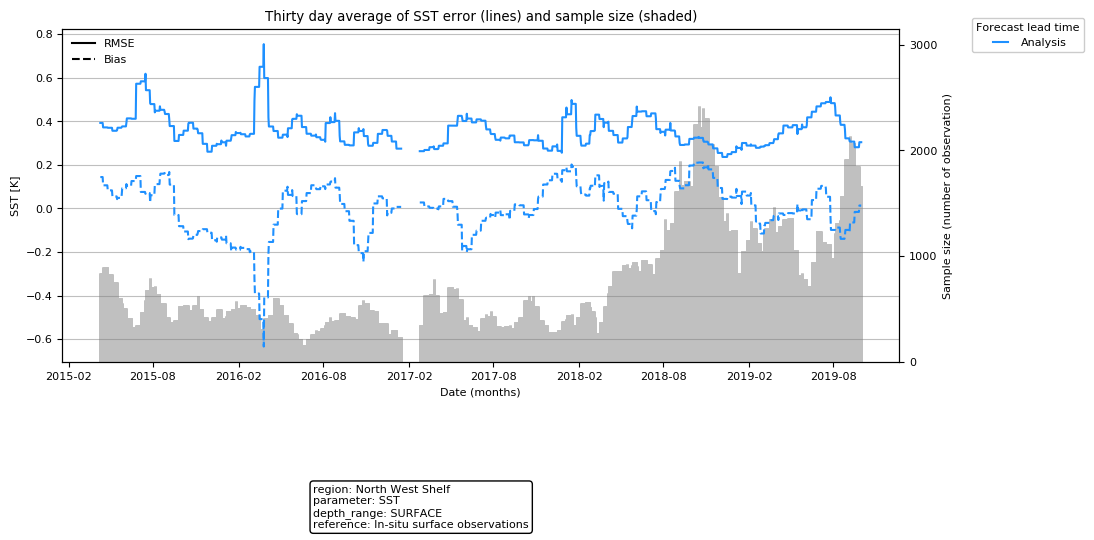 Thirty day average of SST error (lines) and sample size (shaded)
Forecast lead time
Analysis
RMSE
Bias
SST [K]
0.8
0.6
0.4
0.2
0.0
−0.2
−0.4
−0.6
3000
2000
1000
0
Sample size (number of observation)
2015-02 2015-08 2016-02 2016-08 2017-02 2017-08 2018-02 2018-08 2019-02 2019-08
Date (months)
region: North West Shelf
parameter: SST
depth_range: SURFACE
reference: In-situ surface observations